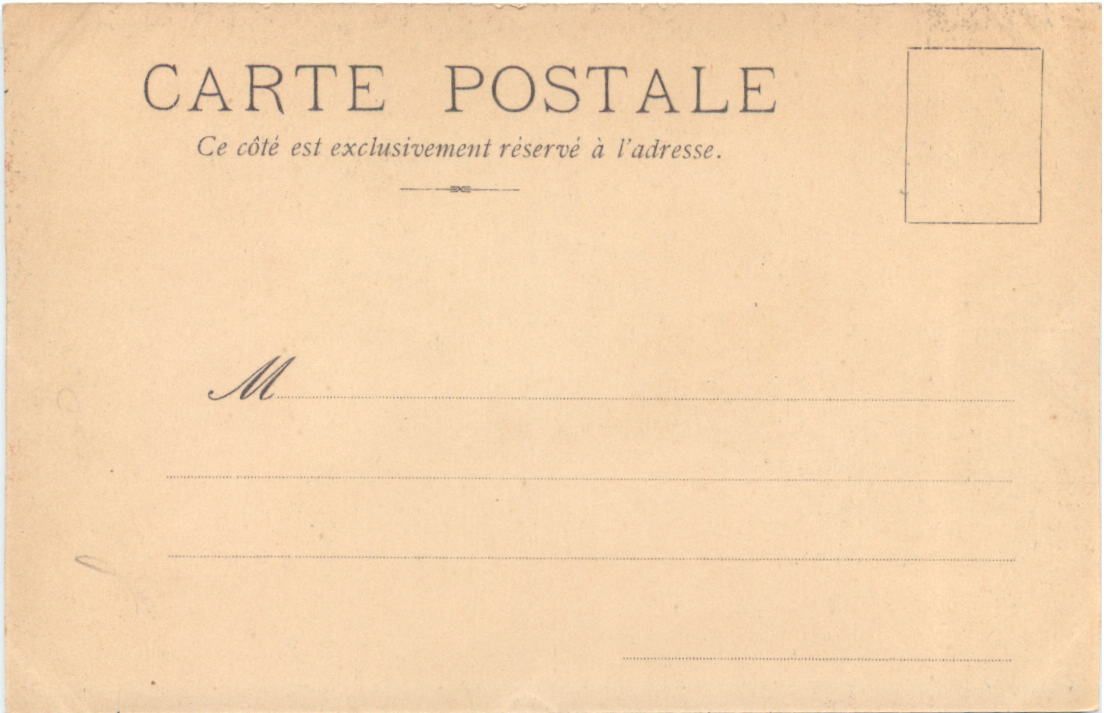 CARTE POSTALE
Ce côté est exclusivement réservé à l'adresse.
M